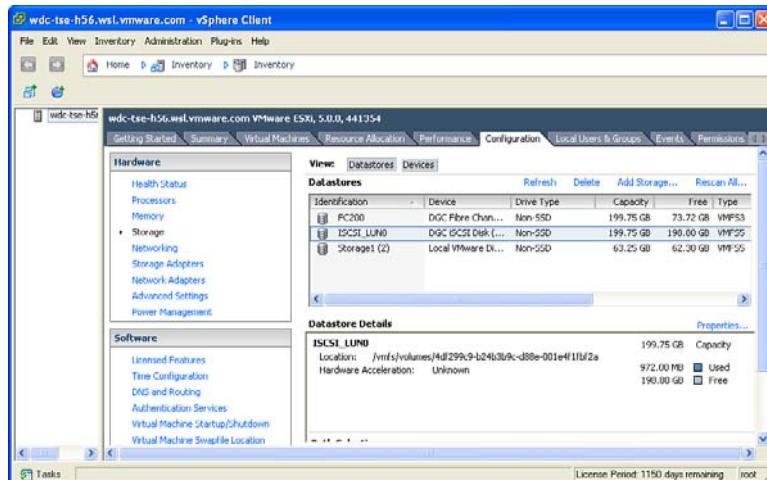 wdc-tse-h56.wsl.vmware.com - vSphere Client
File Edit View Inventory Administration Plug-ins Help
Home Inventory Inventory
wdc-tse-h56
wdc-tse-h56.wsl.vmware.com VMware ESXi, 5.0.0, 441354
Getting Started Summary Virtual Machines Resource Allocation Performance Configuration Local Users & Groups Events Permissions
Hardware
Health Status
Processors
Memory
Storage
Networking
Storage Adapters
Network Adapters
Advanced Settings
Power Management
Software
Licensed Features
Time Configuration
DNS and Routing
Authentication Services
Virtual Machine Startup/Shutdown
Virtual Machine Swapfile Location
View: Datastores Devices
Datastores Refresh Delete Add Storage... Rescan All...
Identification Device Drive Type Capacity Free Type
FC200 DGC Fibre Chan... Non-SSD 199.75 GB 73.72 GB VMFS3
ISCSI_LUN0 DGC iSCSI Disk (... Non-SSD 199.75 GB 198.80 GB VMFS5
Storage1 (2) Local VMware Di... Non-SSD 63.25 GB 62.30 GB VMFS5
Datastore Details Properties...
ISCSI_LUN0 199.75 GB Capacity
Location: /vmfs/volumes/4df299c9-b24b3b9c-d88e-001e4f1fbf2a
Hardware Acceleration: Unknown
972.00 MB Used
198.80 GB Free
Tasks License Period: 1150 days remaining root